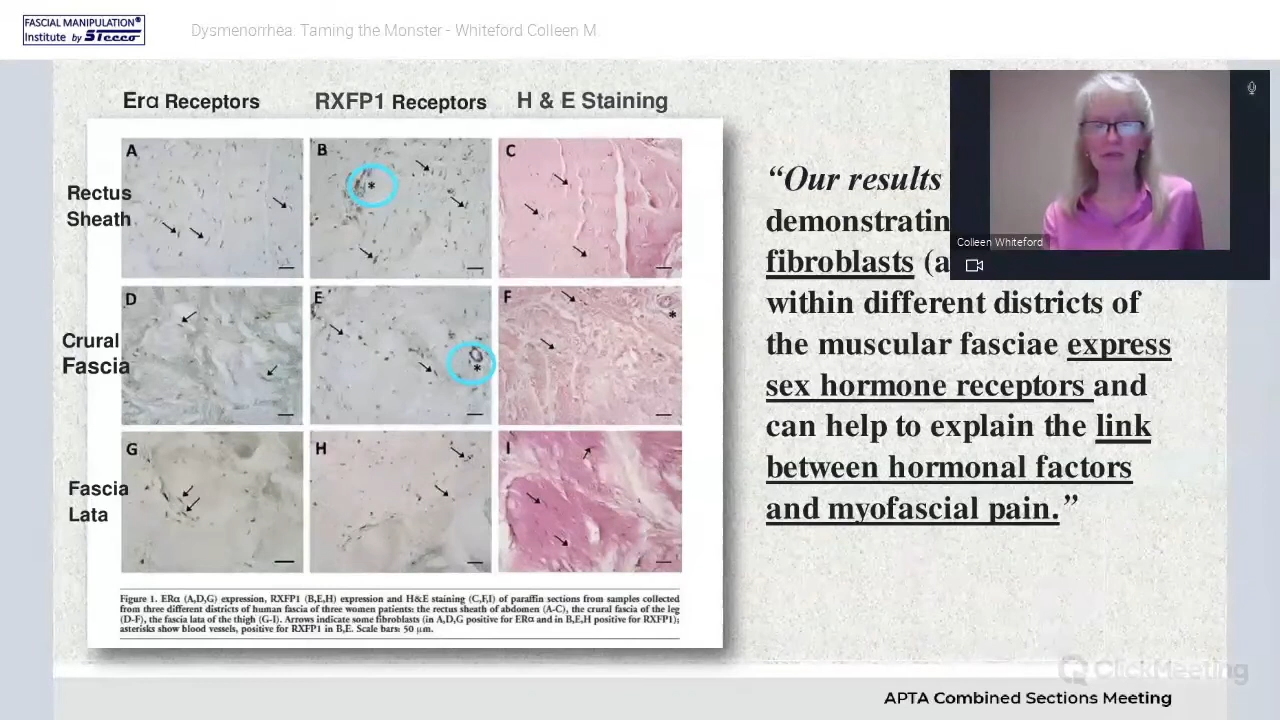 FASCIAL MANIPULATION®
Institute by Stecco
Dysmenorrhea. Taming the Monster - Whiteford Colleen M
Erα Receptors
RXFP1 Receptors
H & E Staining
Rectus
Sheath
Crural
Fascia
Fascia
Lata
A
B
*
C
D
E
*
F
*
G
H
I
Figure 1. ERα (A,D,G) expression, RXFP1 (B,E,H) expression and H&E staining (C,F,I) of paraffin sections from samples collected
from three different districts of human fascia of three women patients: the rectus sheath of abdomen (A-C), the crural fascia of the leg
(D-F), the fascia lata of the thigh (G-I). Arrows indicate some fibroblasts (in A,D,G positive for ERα and in B,E,H positive for RXFP1);
asterisks show blood vessels, positive for RXFP1 in B,E. Scale bars: 50 µm.
“Our results
demonstratin
fibroblasts (a
within different districts of
the muscular fasciae express
sex hormone receptors and
can help to explain the link
between hormonal factors
and myofascial pain.”
Colleen Whiteford
ClickMeeting
APTA Combined Sections Meeting